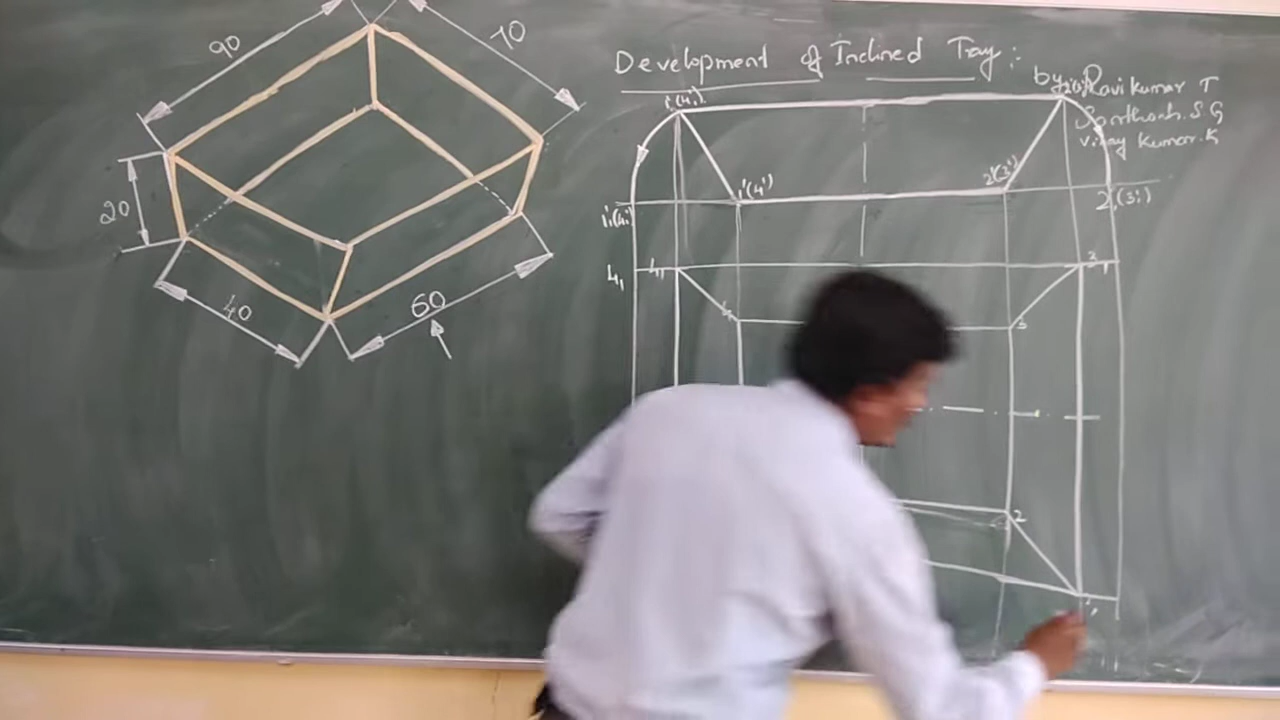 90
70
20
40
60
Development of Inclined Tray:
by: Ravikumar T
Santhosh. S G
Vijay Kumar. K
1'(4')
2'(3')
4
3
2